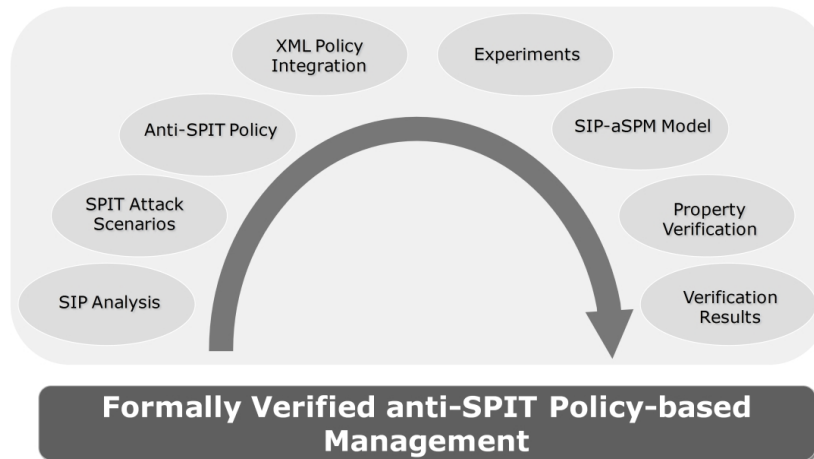 SIP Analysis
SPIT Attack
Scenarios
Anti-SPIT Policy
XML Policy
Integration
Experiments
SIP-aSPM Model
Property
Verification
Verification
Results
Formally Verified anti-SPIT Policy-based
Management